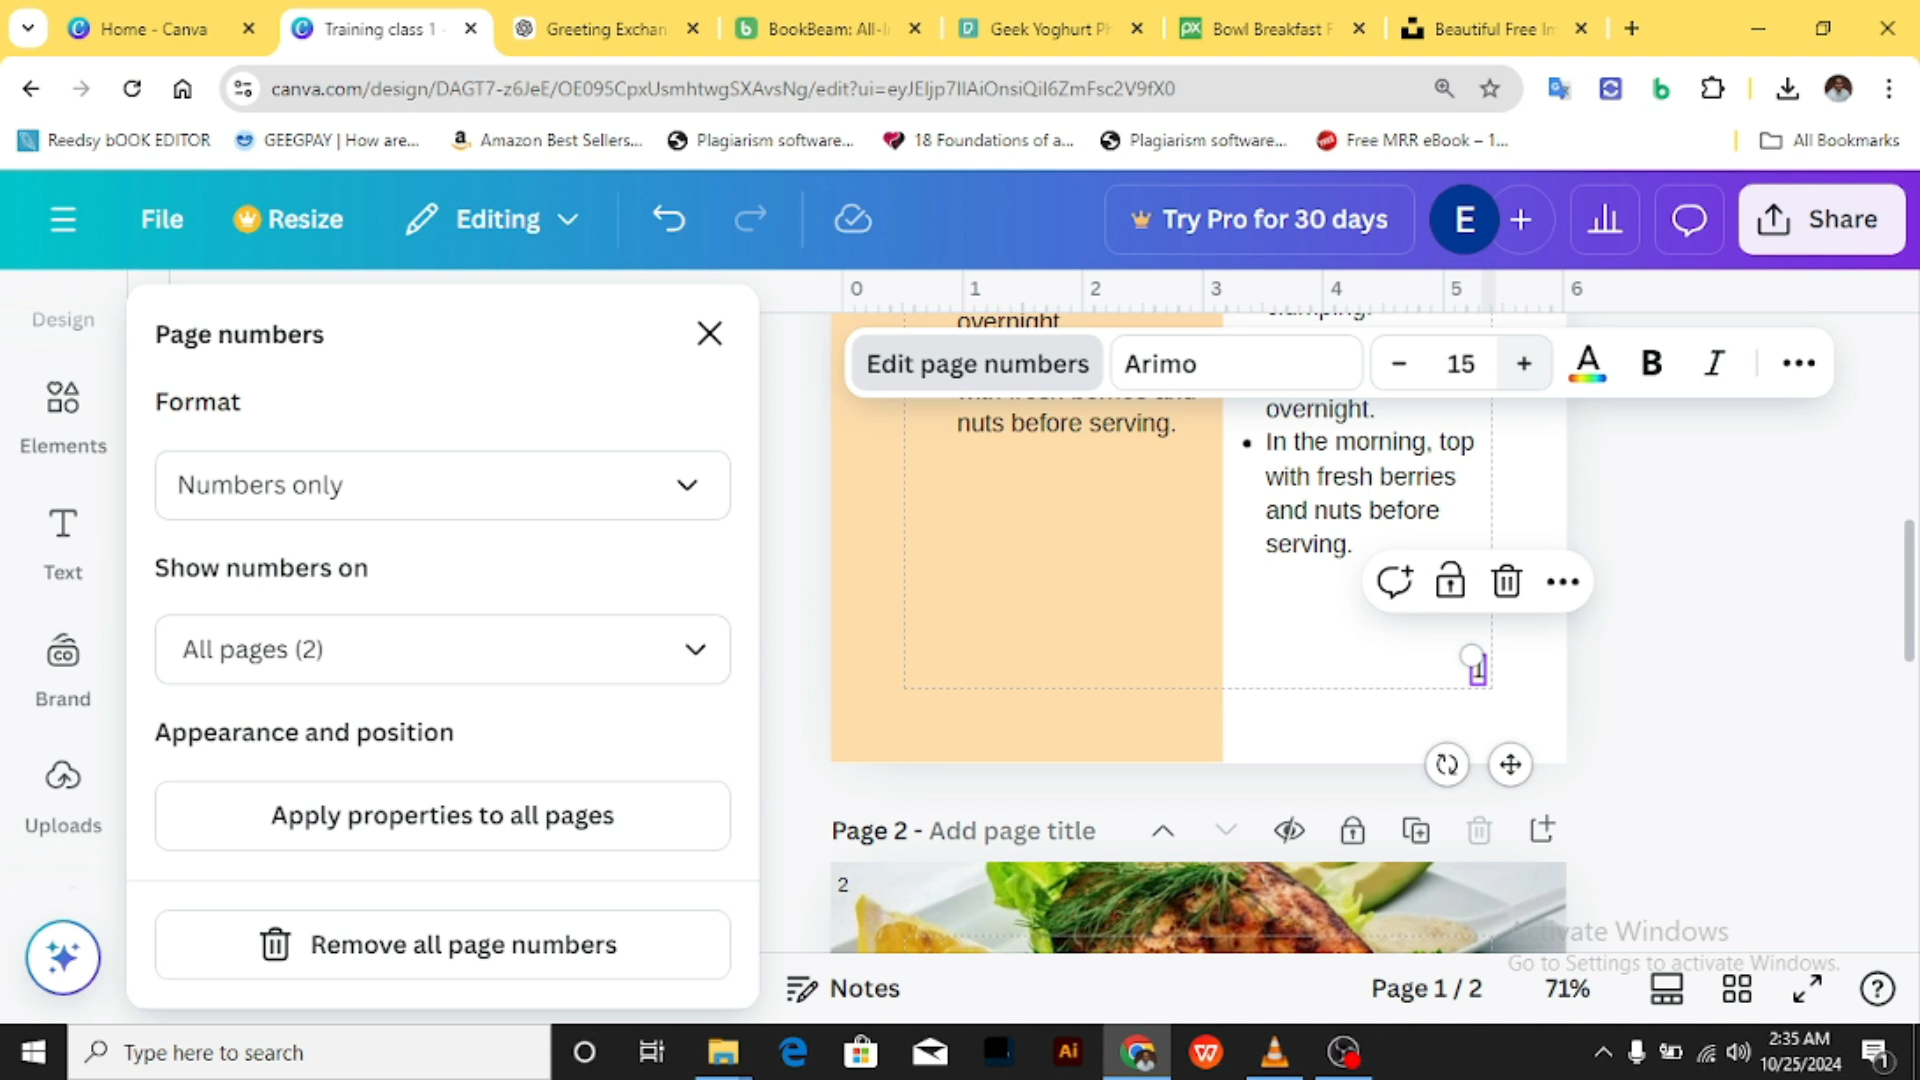 Home - Canva
Training class 1 -
Greeting Exchan
BookBeam: All-I
Geek Yoghurt Ph
Bowl Breakfast F
Beautiful Free Im
canva.com/design/DAGT7-z6JeE/OE095CpxUsmhtwgSXAvsNg/edit?ui=eyJEIjp7IlAiOnsiQiI6ZmFsc2V9fX0
Reedsy bOOK EDITOR
GEEGPAY | How are...
Amazon Best Sellers...
Plagiarism software...
18 Foundations of a...
Plagiarism software...
Free MRR eBook – 1...
All Bookmarks
File
Resize
Editing
Try Pro for 30 days
E
Share
Design
Elements
Text
Brand
Uploads
Page numbers
Format
Numbers only
Show numbers on
All pages (2)
Appearance and position
Apply properties to all pages
Remove all page numbers
0 1 2 3 4 5 6
overnight
Edit page numbers
Arimo
15
A
B
I
nuts before serving.
overnight.
• In the morning, top
with fresh berries
and nuts before
serving.
1
Page 2 - Add page title
2
Activate Windows
Go to Settings to activate Windows.
Notes
Page 1 / 2
71%
Type here to search
2:35 AM
10/25/2024
1